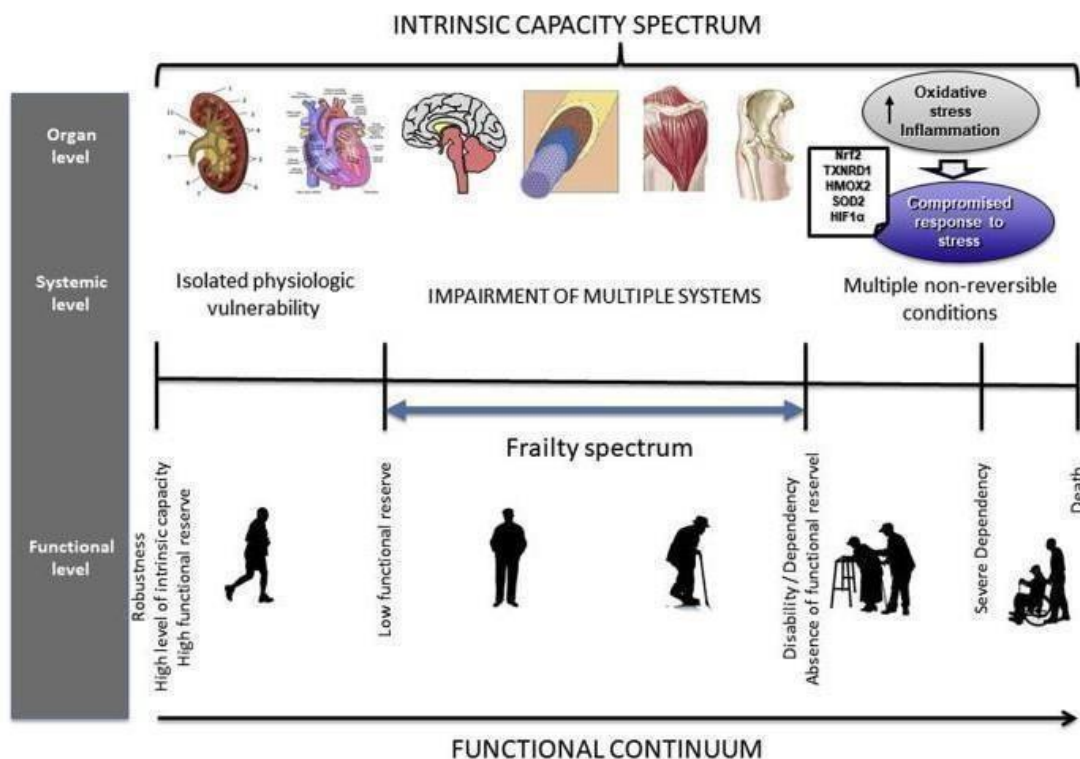 INTRINSIC CAPACITY SPECTRUM
Organ
level
Oxidative
stress
Inflammation
Nrf2
TXNRD1
HMOX2
SOD2
HIF1α
Compromised
response to
stress
Systemic
level
Isolated physiologic
vulnerability
IMPAIRMENT OF MULTIPLE SYSTEMS
Multiple non-reversible
conditions
Frailty spectrum
Functional
level
Robustness
High level of intrinsic capacity
High functional reserve
Low functional reserve
Disability / Dependency
Absence of functional reservel
Severe Dependency
Death
FUNCTIONAL CONTINUUM